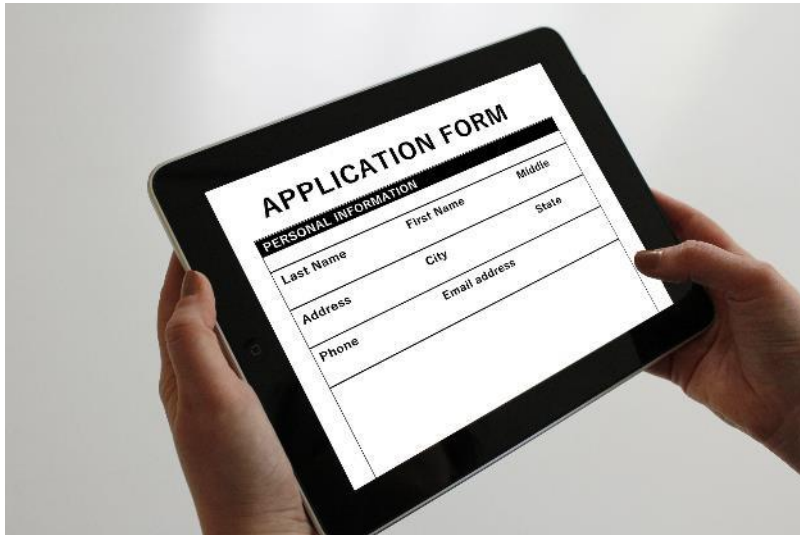 APPLICATION FORM
PERSONAL INFORMATION
Last Name First Name Middle
Address City State
Phone Email address